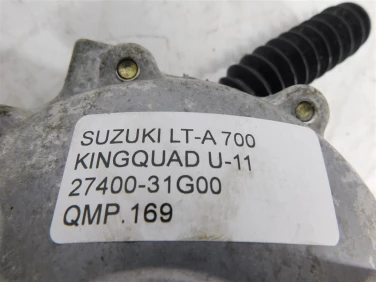 SUZUKI LT-A 700
KINGQUAD U-11
27400-31G00
QMP.169